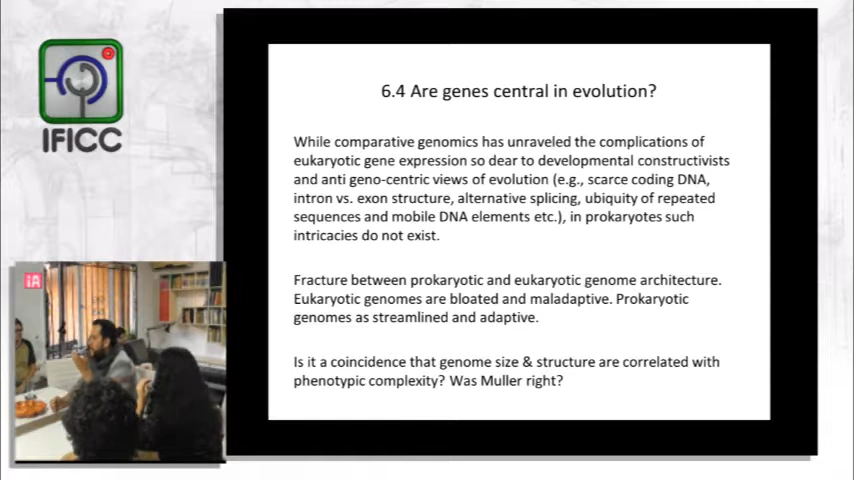 6.4 Are genes central in evolution?
While comparative genomics has unraveled the complications of
eukaryotic gene expression so dear to developmental constructivists
and anti geno-centric views of evolution (e.g., scarce coding DNA,
intron vs. exon structure, alternative splicing, ubiquity of repeated
sequences and mobile DNA elements etc.), in prokaryotes such
intricacies do not exist.
Fracture between prokaryotic and eukaryotic genome architecture.
Eukaryotic genomes are bloated and maladaptive. Prokaryotic
genomes as streamlined and adaptive.
Is it a coincidence that genome size & structure are correlated with
phenotypic complexity? Was Muller right?
IFICC
iA